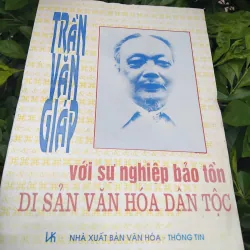 TRẦN
VĂN
GIÁP
với sự nghiệp bảo tồn
DI SẢN VĂN HÓA DÂN TỘC
NHÀ XUẤT BẢN VĂN HÓA - THÔNG TIN